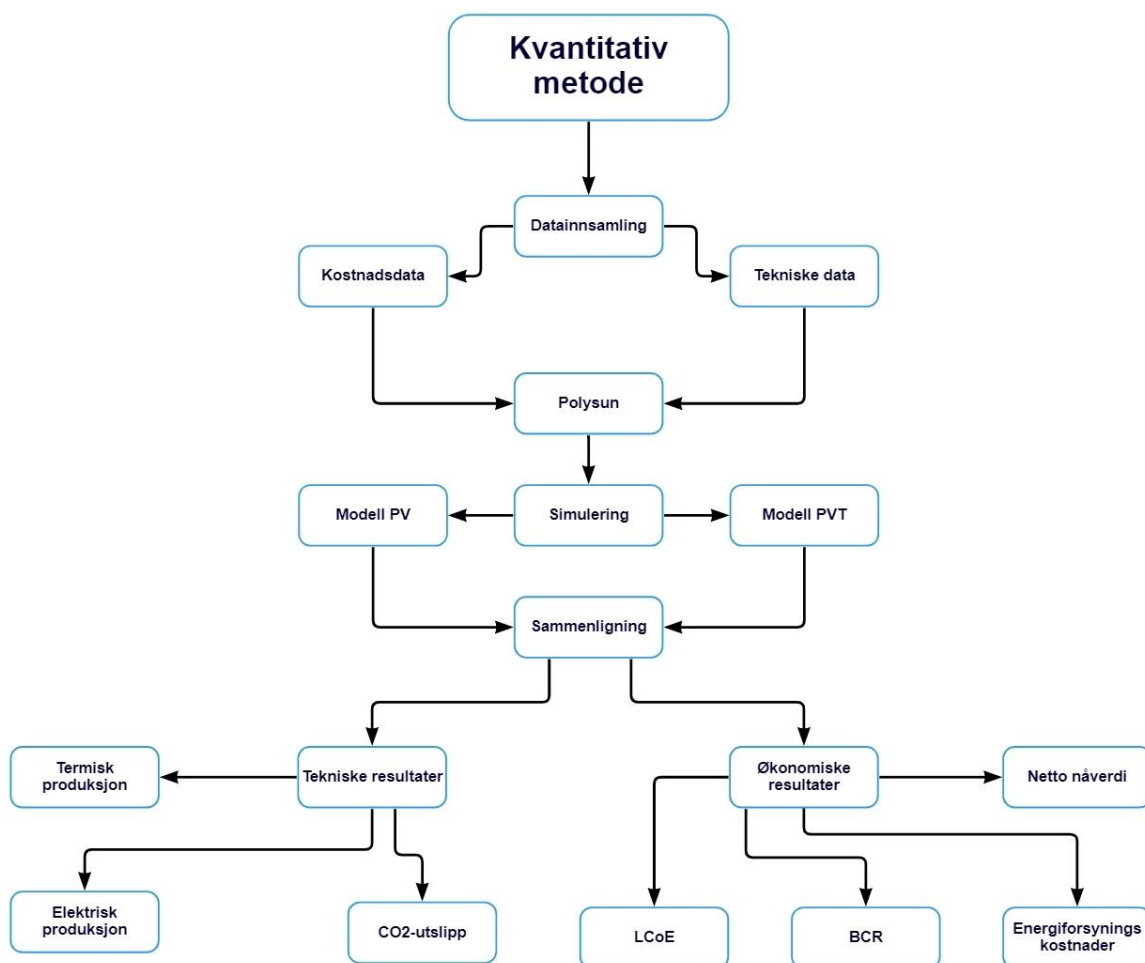 Kvantitativ
metode
Datainnsamling
Kostnadsdata
Tekniske data
Polysun
Modell PV
Simulering
Modell PVT
Sammenligning
Termisk
produksjon
Tekniske resultater
Økonomiske
resultater
Netto nåverdi
Elektrisk
produksjon
CO2-utslipp
LCoE
BCR
Energiforsynings
kostnader